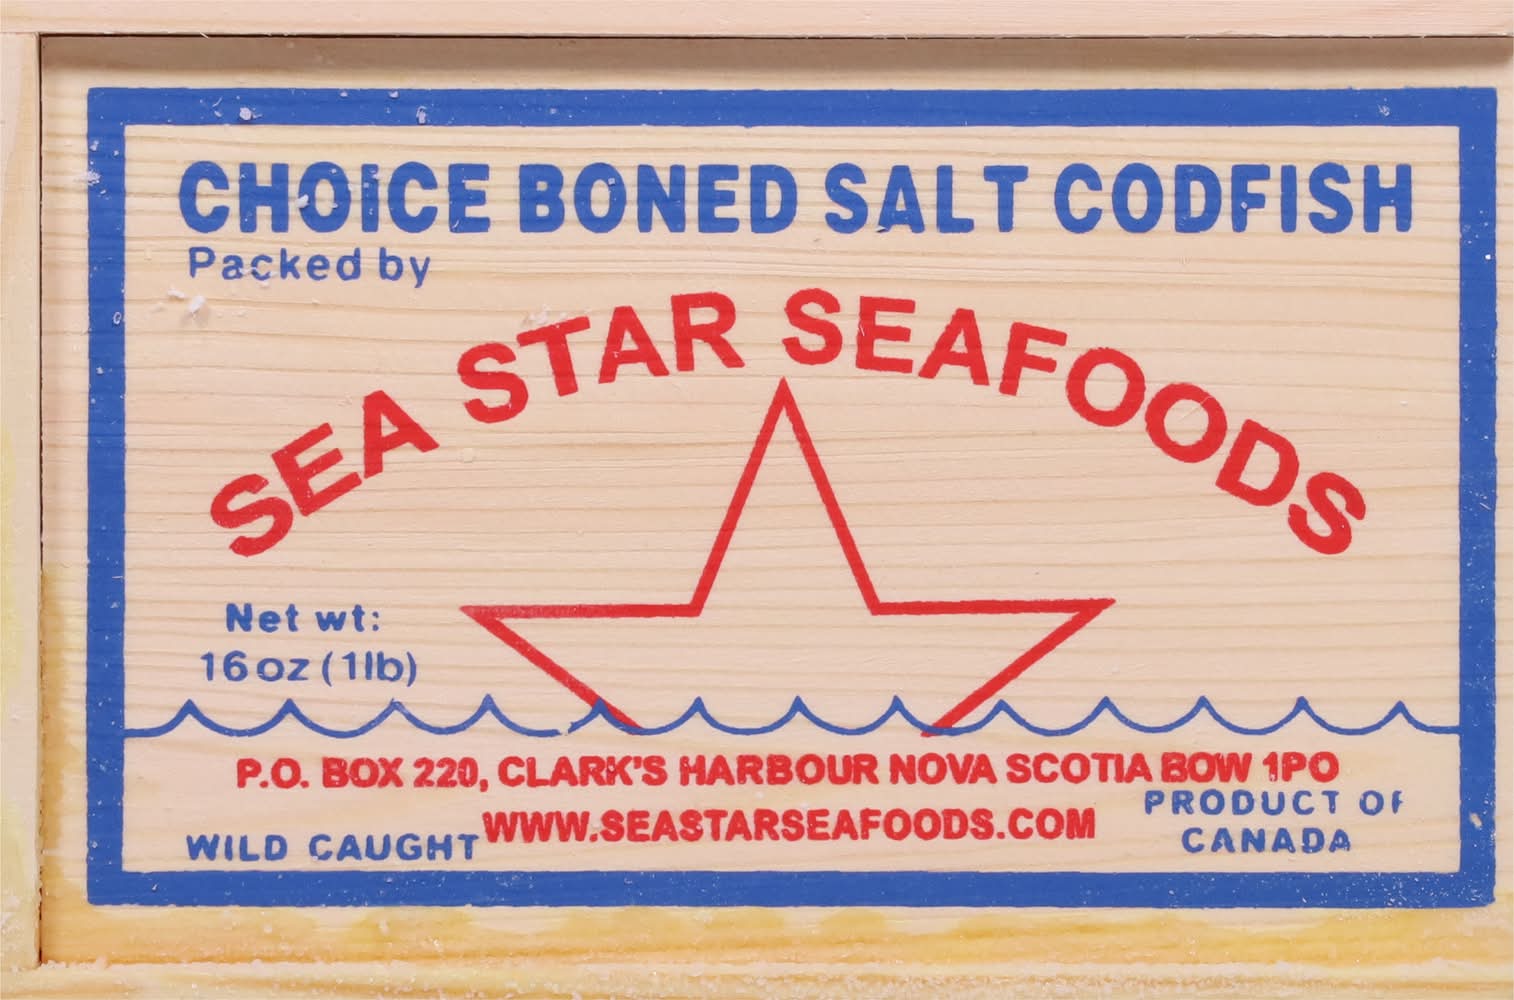 CHOICE BONED SALT CODFISH
Packed by
SEA STAR SEAFOODS
Net wt:
16 oz (1lb)
P.O. BOX 220, CLARK'S HARBOUR NOVA SCOTIA BOW 1PO
WWW.SEASTARSEAFOODS.COM
PRODUCT OF
CANADA
WILD CAUGHT